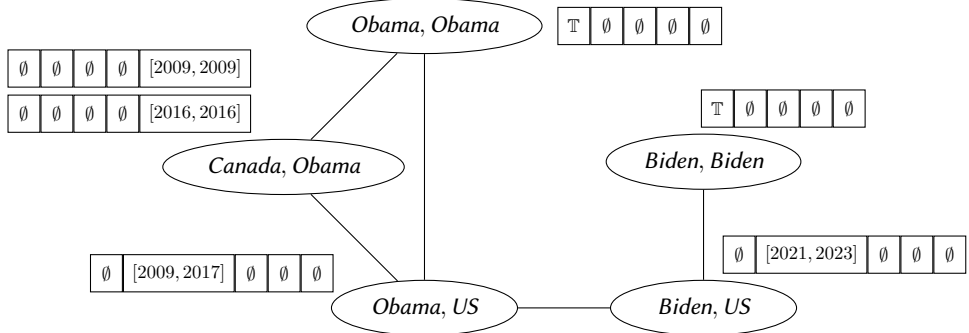 Obama, Obama
𝕋 ∅ ∅ ∅ ∅
∅ ∅ ∅ ∅ [2009, 2009]
∅ ∅ ∅ ∅ [2016, 2016]
𝕋 ∅ ∅ ∅ ∅
Canada, Obama
Biden, Biden
∅ [2009, 2017] ∅ ∅ ∅
∅ [2021, 2023] ∅ ∅ ∅
Obama, US
Biden, US